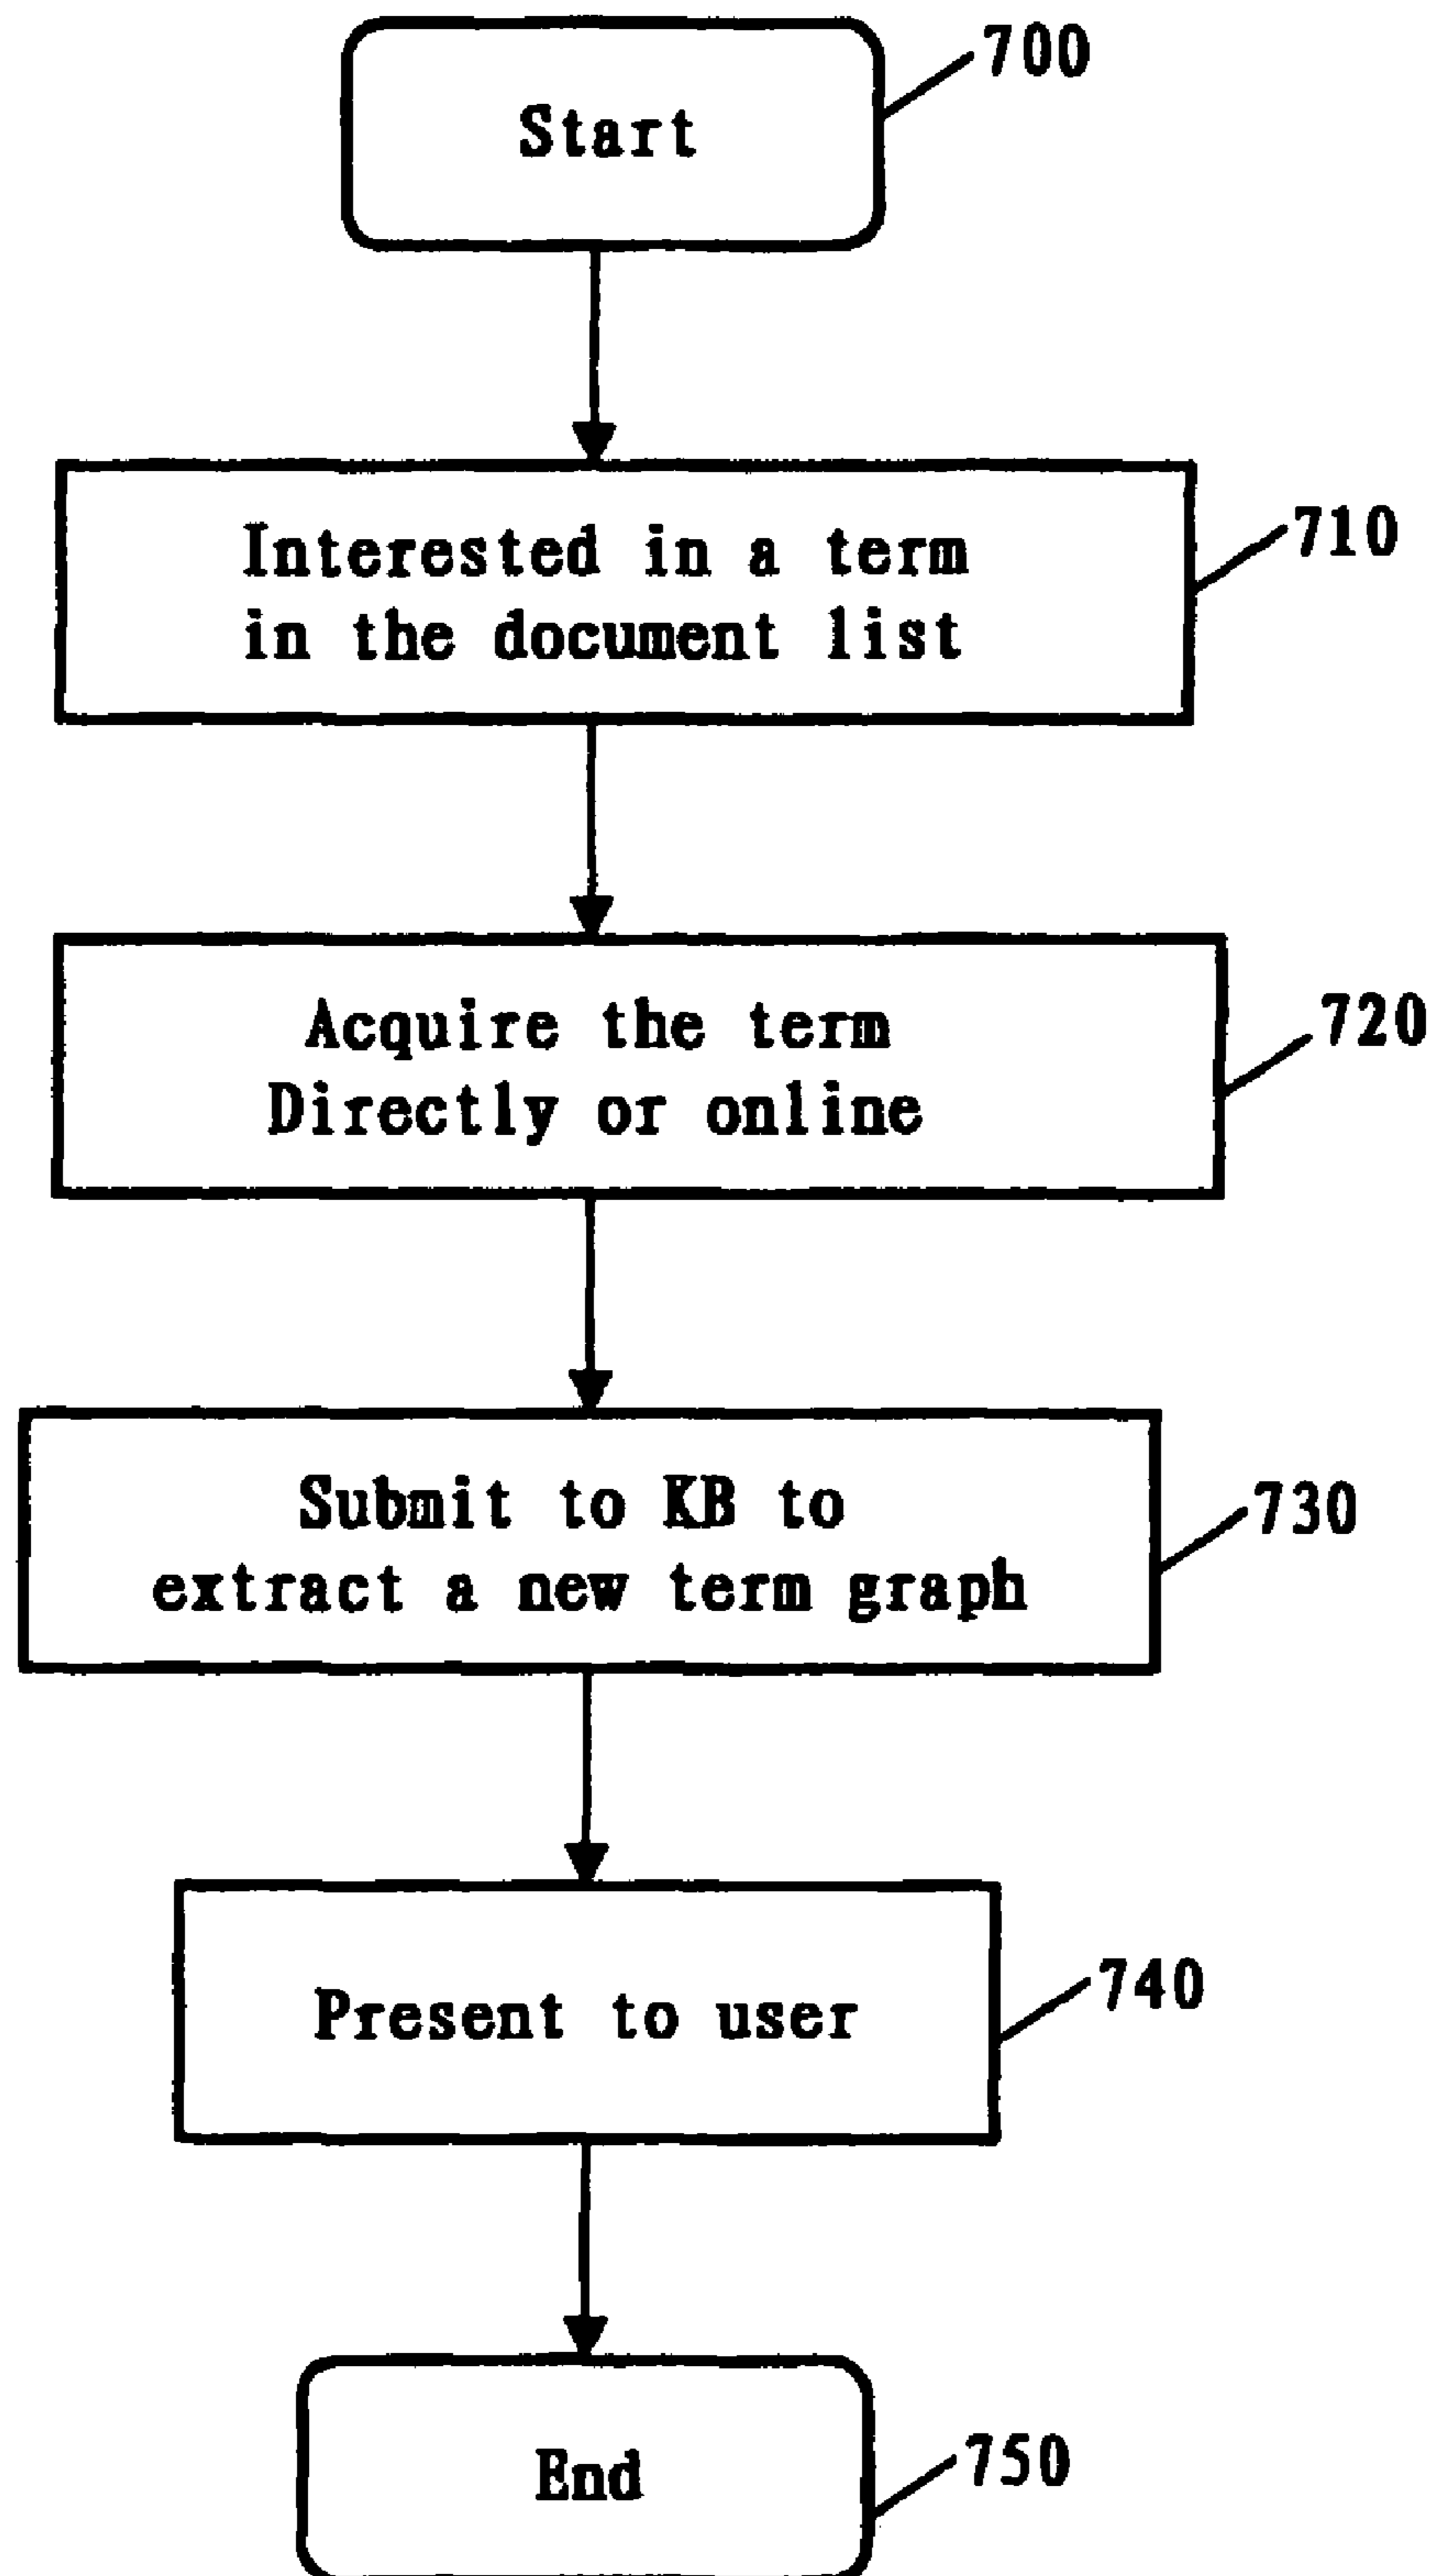 Start
700
Interested in a term
in the document list
710
Acquire the term
Directly or online
720
Submit to KB to
extract a new term graph
730
Present to user
740
End
750